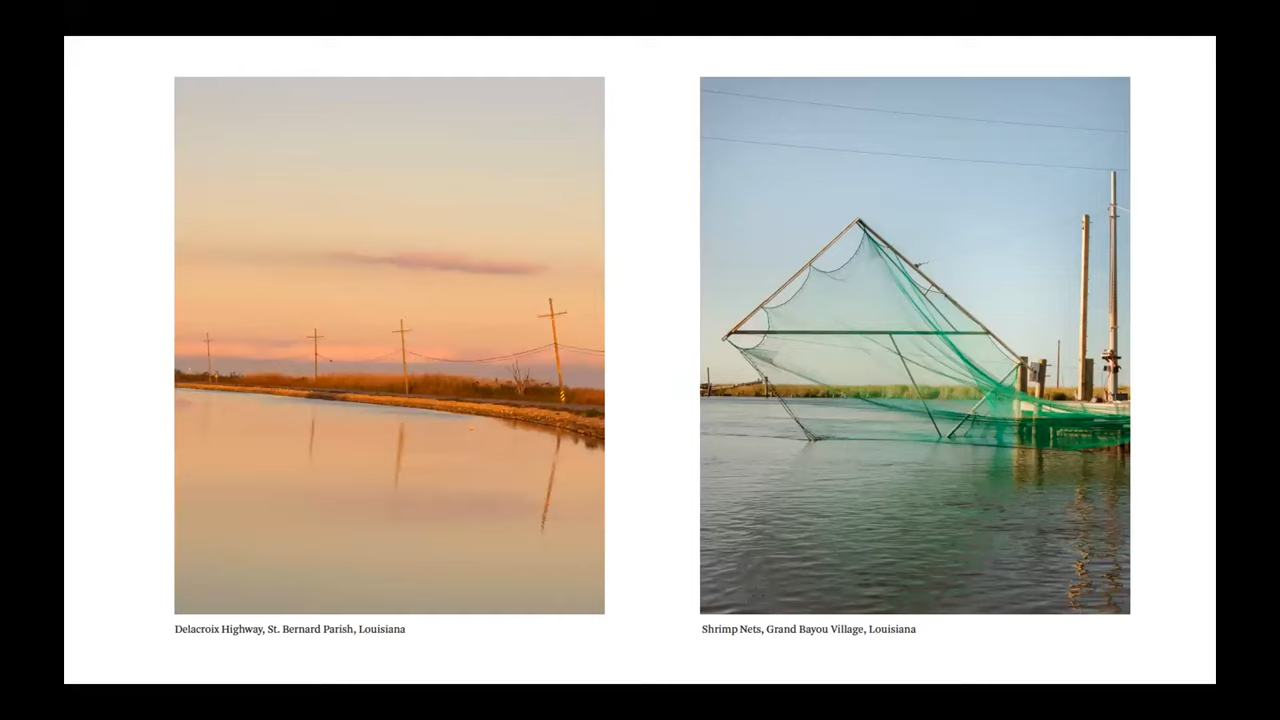 Delacroix Highway, St. Bernard Parish, Louisiana
Shrimp Nets, Grand Bayou Village, Louisiana